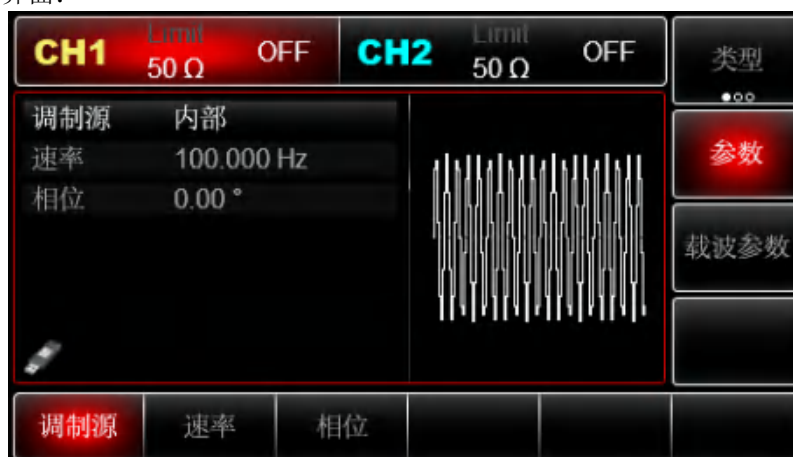 界面：
CH1 Limit 50 Ω OFF CH2 Limit 50 Ω OFF
类型
调制源 内部
速率 100.000 Hz
相位 0.00 °
参数
载波参数
调制源 速率 相位